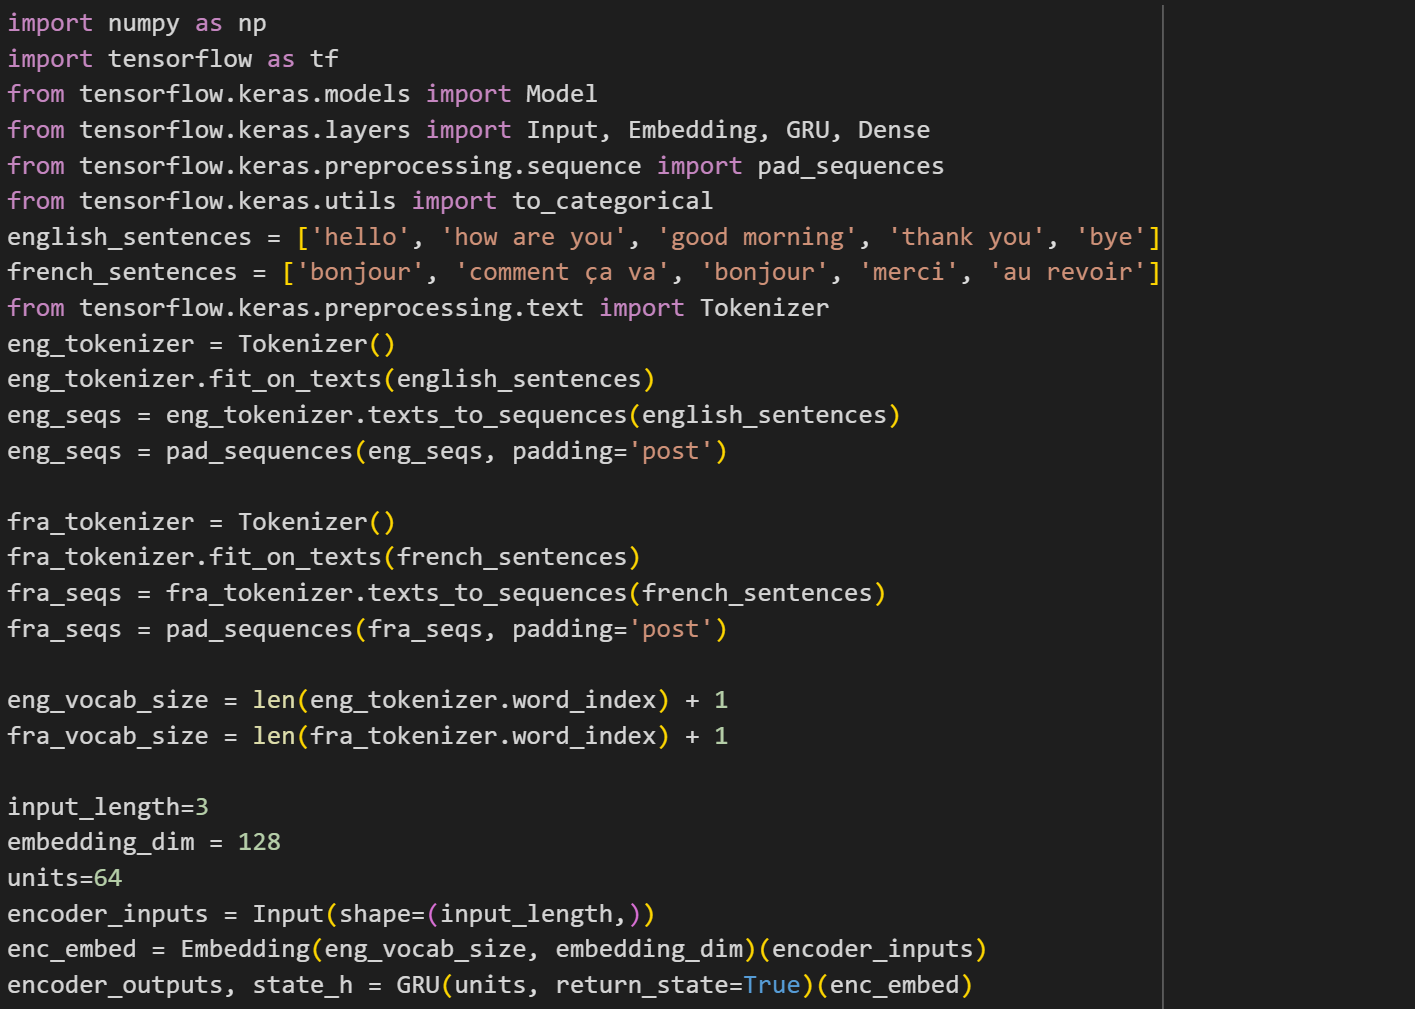 import numpy as np
import tensorflow as tf
from tensorflow.keras.models import Model
from tensorflow.keras.layers import Input, Embedding, GRU, Dense
from tensorflow.keras.preprocessing.sequence import pad_sequences
from tensorflow.keras.utils import to_categorical
english_sentences = ['hello', 'how are you', 'good morning', 'thank you', 'bye']
french_sentences = ['bonjour', 'comment ça va', 'bonjour', 'merci', 'au revoir']
from tensorflow.keras.preprocessing.text import Tokenizer
eng_tokenizer = Tokenizer()
eng_tokenizer.fit_on_texts(english_sentences)
eng_seqs = eng_tokenizer.texts_to_sequences(english_sentences)
eng_seqs = pad_sequences(eng_seqs, padding='post')

fra_tokenizer = Tokenizer()
fra_tokenizer.fit_on_texts(french_sentences)
fra_seqs = fra_tokenizer.texts_to_sequences(french_sentences)
fra_seqs = pad_sequences(fra_seqs, padding='post')

eng_vocab_size = len(eng_tokenizer.word_index) + 1
fra_vocab_size = len(fra_tokenizer.word_index) + 1

input_length=3
embedding_dim = 128
units=64
encoder_inputs = Input(shape=(input_length,))
enc_embed = Embedding(eng_vocab_size, embedding_dim)(encoder_inputs)
encoder_outputs, state_h = GRU(units, return_state=True)(enc_embed)